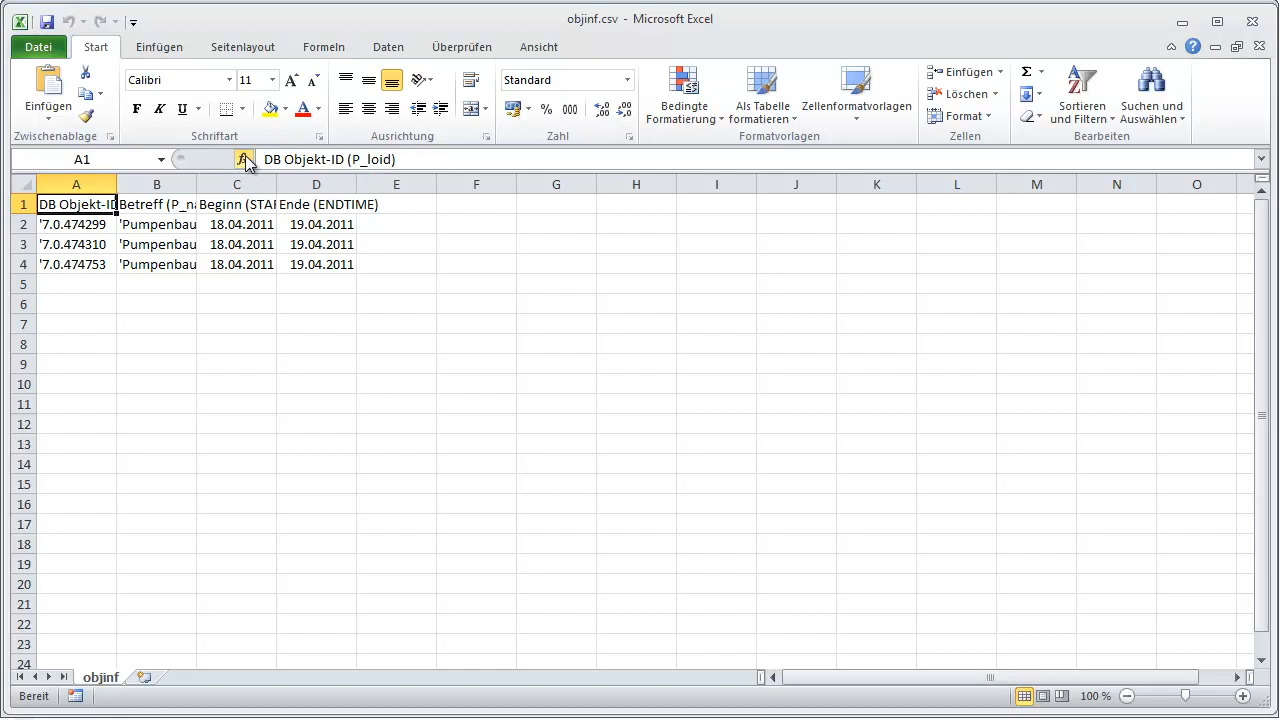 objinf.csv - Microsoft Excel
Datei Start Einfügen Seitenlayout Formeln Daten Überprüfen Ansicht
Einfügen
Zwischenablage
Calibri 11
F K U
Schriftart
Ausrichtung
Standard
% 000
Zahl
Bedingte Formatierung
Als Tabelle formatieren
Zellenformatvorlagen
Formatvorlagen
Einfügen
Löschen
Format
Zellen
Sortieren und Filtern
Suchen und Auswählen
Bearbeiten
A1 fx DB Objekt-ID (P_loid)
A B C D E F G H I J K L M N O
1 DB Objekt-ID Betreff (P_na Beginn (STAR Ende (ENDTIME)
2 '7.0.474299 'Pumpenbau 18.04.2011 19.04.2011
3 '7.0.474310 'Pumpenbau 18.04.2011 19.04.2011
4 '7.0.474753 'Pumpenbau 18.04.2011 19.04.2011
5
6
7
8
9
10
11
12
13
14
15
16
17
18
19
20
21
22
23
24
objinf
Bereit 100 %